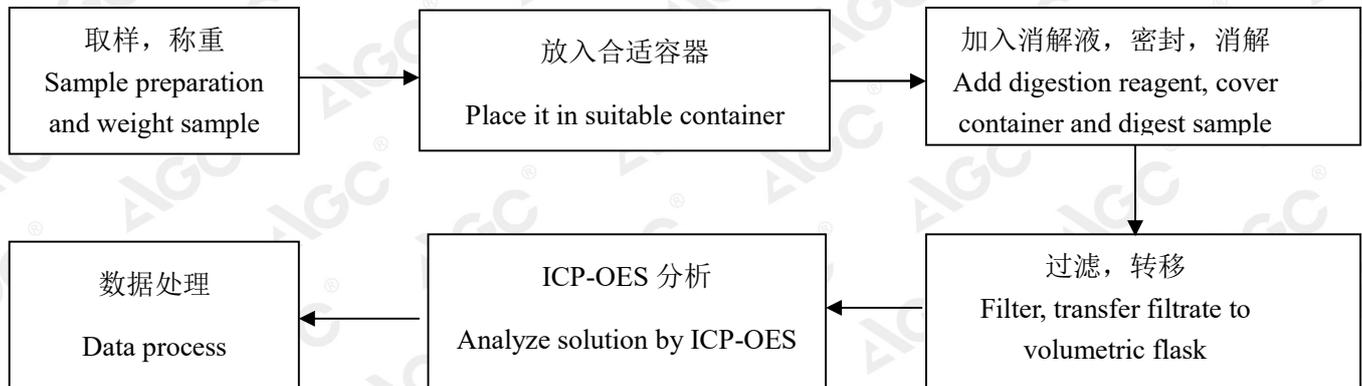 取样，称重
Sample preparation
and weight sample
放入合适容器
Place it in suitable container
加入消解液，密封，消解
Add digestion reagent, cover
container and digest sample
过滤，转移
Filter, transfer filtrate to
volumetric flask
ICP-OES 分析
Analyze solution by ICP-OES
数据处理
Data process
AGC®